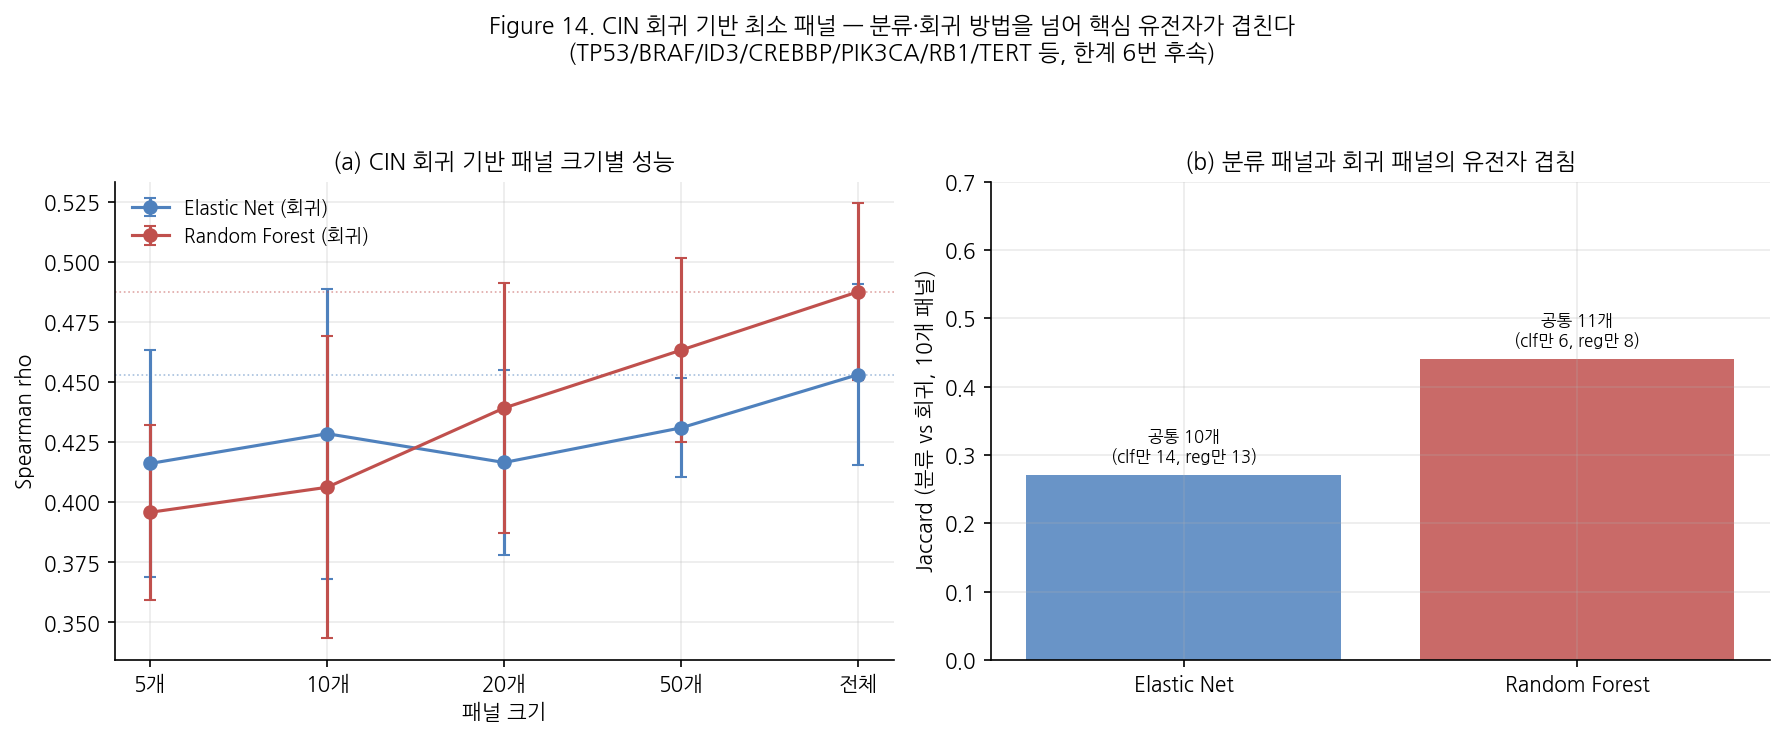 Figure 14. CIN 회귀 기반 최소 패널 — 분류·회귀 방법을 넘어 핵심 유전자가 겹친다
(TP53/BRAF/ID3/CREBBP/PIK3CA/RB1/TERT 등, 한계 6번 후속)
(a) CIN 회귀 기반 패널 크기별 성능
Elastic Net (회귀)
Random Forest (회귀)
Spearman rho
0.525
0.500
0.475
0.450
0.425
0.400
0.375
0.350
5개
10개
20개
50개
전체
패널 크기
(b) 분류 패널과 회귀 패널의 유전자 겹침
Jaccard (분류 vs 회귀, 10개 패널)
0.7
0.6
0.5
0.4
0.3
0.2
0.1
0.0
공통 10개
(clf만 14, reg만 13)
공통 11개
(clf만 6, reg만 8)
Elastic Net
Random Forest